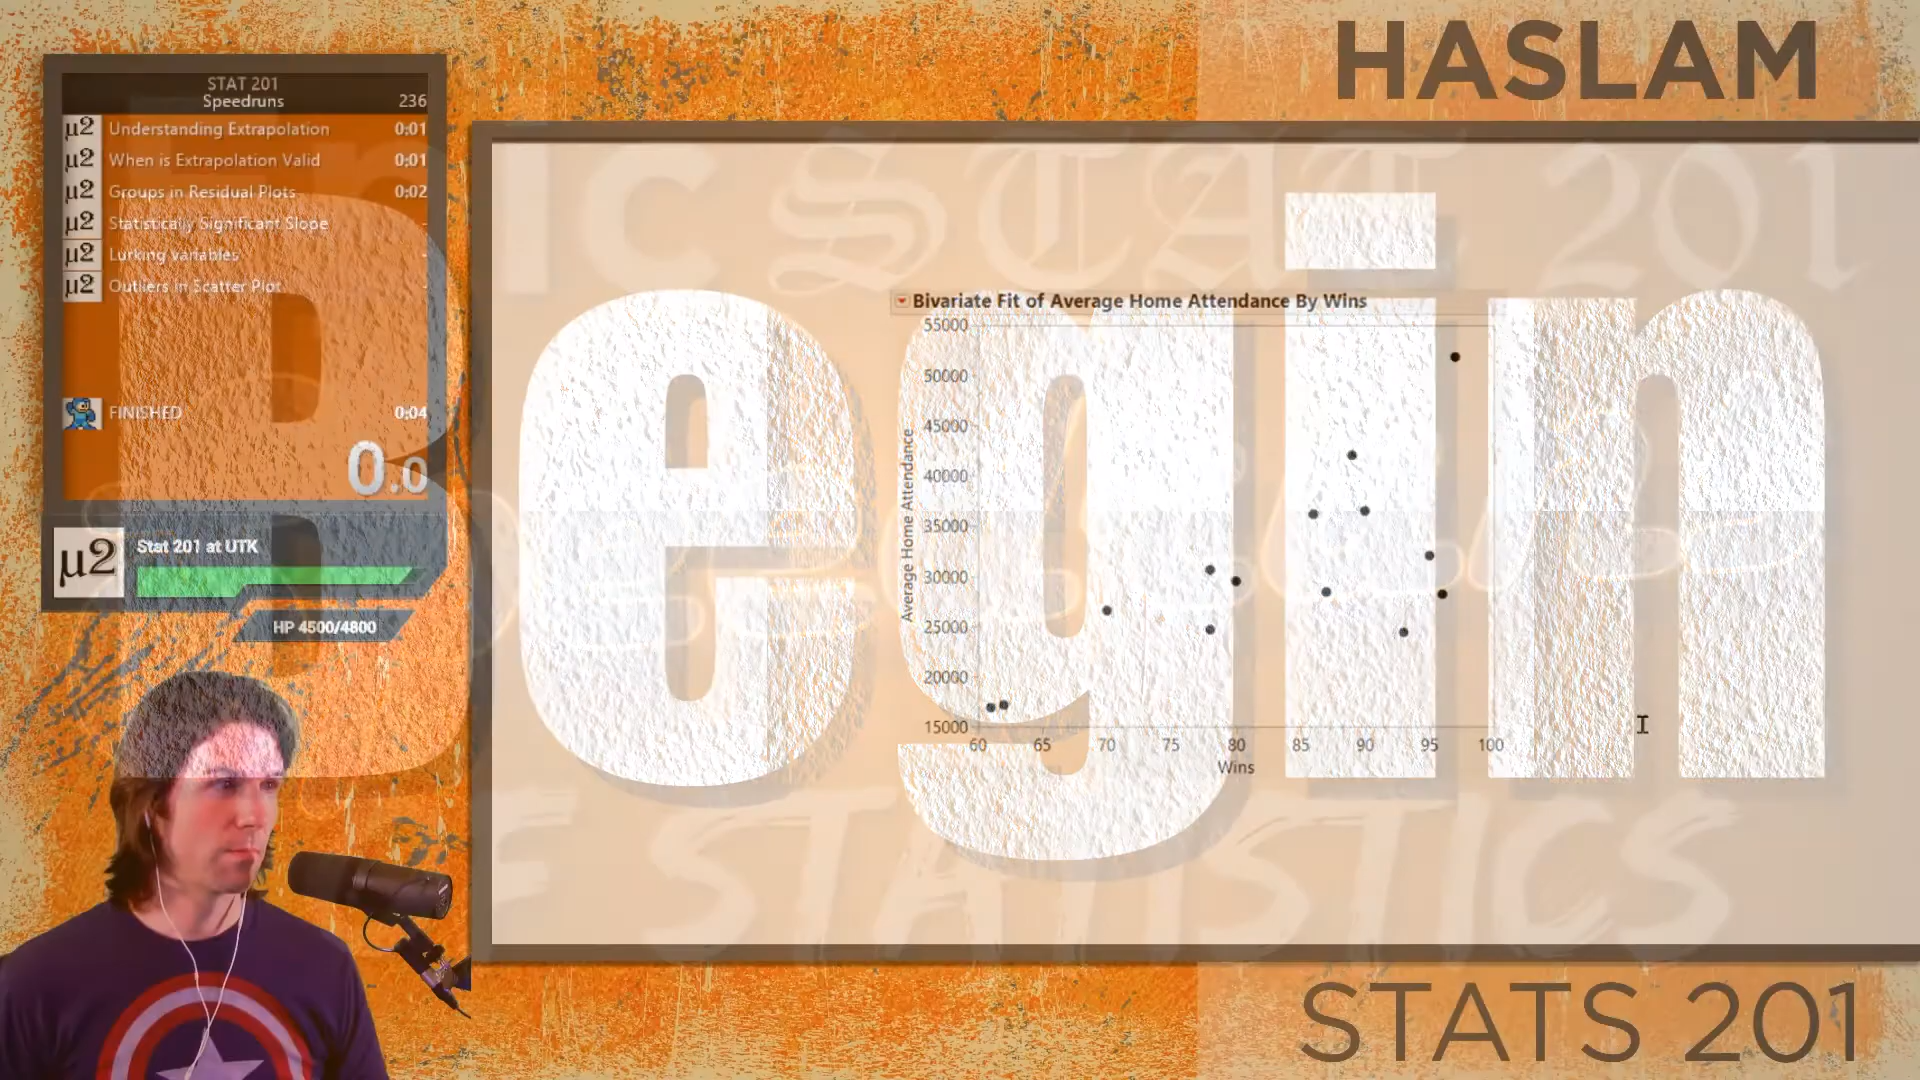 HASLAM
STAT 201
Speedruns 236
μ2 Understanding Extrapolation 0:01
μ2 When is Extrapolation Valid 0:01
μ2 Groups in Residual Plots 0:02
μ2 Statistically Significant Slope -
μ2 Lurking Variables -
μ2 Outliers in Scatter Plot -
FINISHED 0:04
0.0
μ2 Stat 201 at UTK
HP 4500/4800
Begin
STAT 201
Bivariate Fit of Average Home Attendance By Wins
Average Home Attendance
55000
50000
45000
40000
35000
30000
25000
20000
15000
60 65 70 75 80 85 90 95 100
Wins
OF STATISTICS
STATS 201